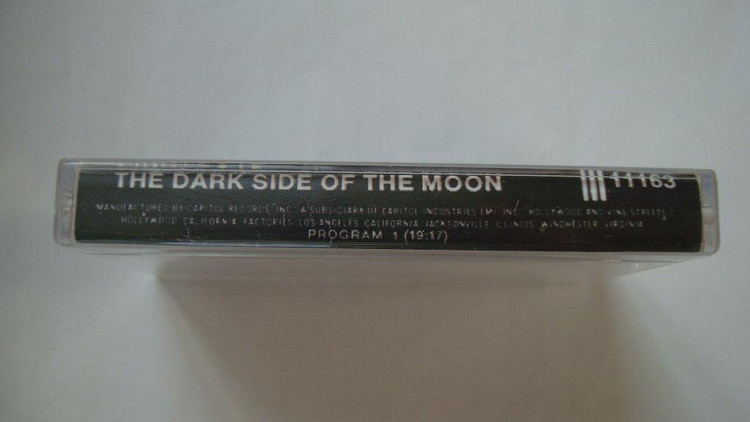 THE DARK SIDE OF THE MOON 11163
MANUFACTURED BY CAPITOL RECORDS, INC., A SUBSIDIARY OF CAPITOL INDUSTRIES-EMI, INC., HOLLYWOOD AND VINE STREETS,
HOLLYWOOD, CALIFORNIA. FACTORIES: LOS ANGELES, CALIFORNIA; JACKSONVILLE, ILLINOIS; WINCHESTER, VIRGINIA.
PROGRAM 1 (19:17)